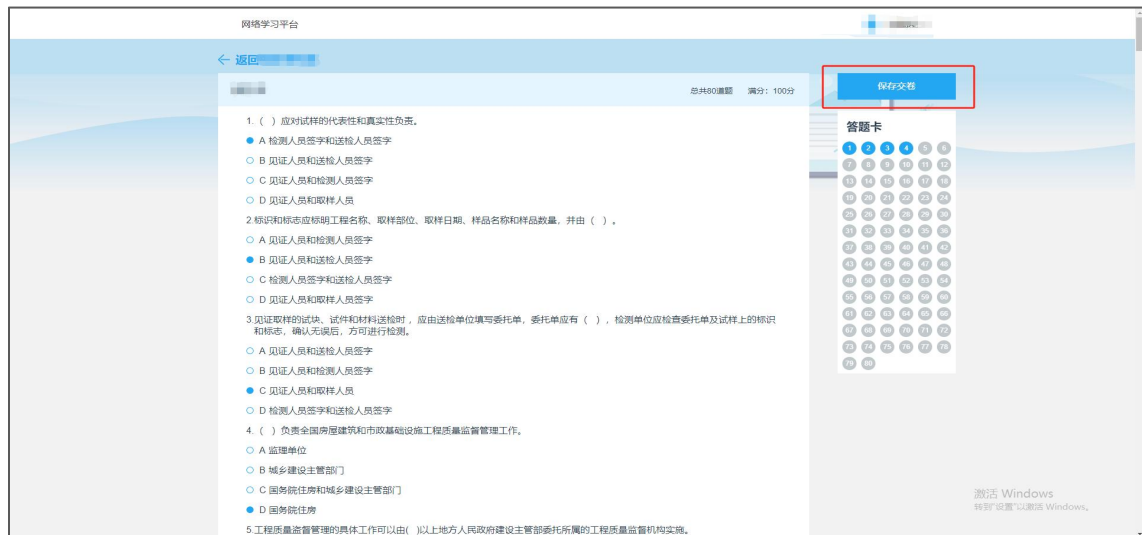 网络学习平台
返回
总共80道题 满分：100分
保存交卷
1.（ ）应对试样的代表性和真实性负责。
A 检测人员签字和送检人员签字
B 见证人员和送检人员签字
C 见证人员和检测人员签字
D 见证人员和取样人员
2.标识和标志应标明工程名称、取样部位、取样日期、样品名称和样品数量，并由（ ）。
A 见证人员和检测人员签字
B 见证人员和送检人员签字
C 检测人员签字和送检人员签字
D 见证人员和取样人员签字
3.见证取样的试块、试件和材料送检时，应由送检单位填写委托单，委托单应有（ ），检测单位应检查委托单及试样上的标识
和标志，确认无误后，方可进行检测。
A 见证人员和送检人员签字
B 见证人员和检测人员签字
C 见证人员和取样人员
D 检测人员签字和送检人员签字
4.（ ）负责全国房屋建筑和市政基础设施工程质量监督管理工作。
A 监理单位
B 城乡建设主管部门
C 国务院住房和城乡建设主管部门
D 国务院住房
5.工程质量监督管理的具体工作可以由( )以上地方人民政府建设主管部委托所属的工程质量监督机构实施。
答题卡
1 2 3 4 5 6
7 8 9 10 11 12
13 14 15 16 17 18
19 20 21 22 23 24
25 26 27 28 29 30
31 32 33 34 35 36
37 38 39 40 41 42
43 44 45 46 47 48
49 50 51 52 53 54
55 56 57 58 59 60
61 62 63 64 65 66
67 68 69 70 71 72
73 74 75 76 77 78
79 80
激活 Windows
转到"设置"以激活 Windows。